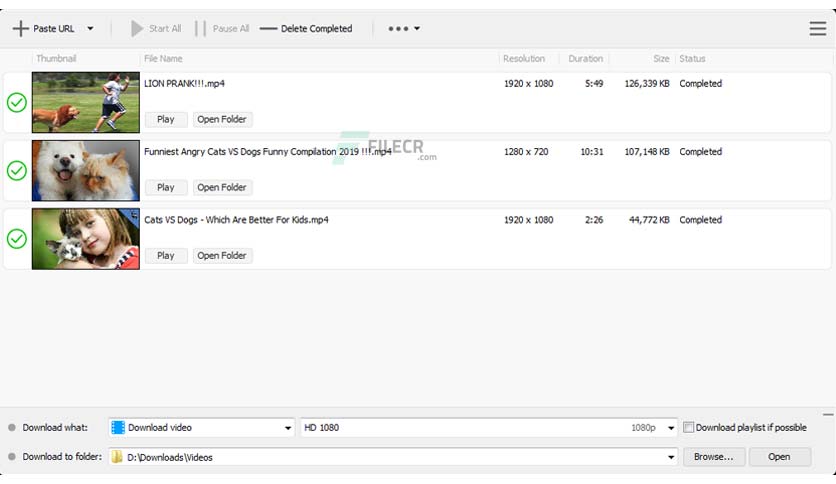 Paste URL Start All Pause All Delete Completed
Thumbnail File Name Resolution Duration Size Status
LION PRANK!!!.mp4 1920 x 1080 5:49 126,339 KB Completed
Play Open Folder
FILECR
.com
Funniest Angry Cats VS Dogs Funny Compilation 2019 !!!.mp4 1280 x 720 10:31 107,148 KB Completed
Play Open Folder
Cats VS Dogs - Which Are Better For Kids.mp4 1920 x 1080 2:26 44,772 KB Completed
Play Open Folder
Download what: Download video HD 1080 1080p Download playlist if possible
Download to folder: D:\Downloads\Videos Browse... Open